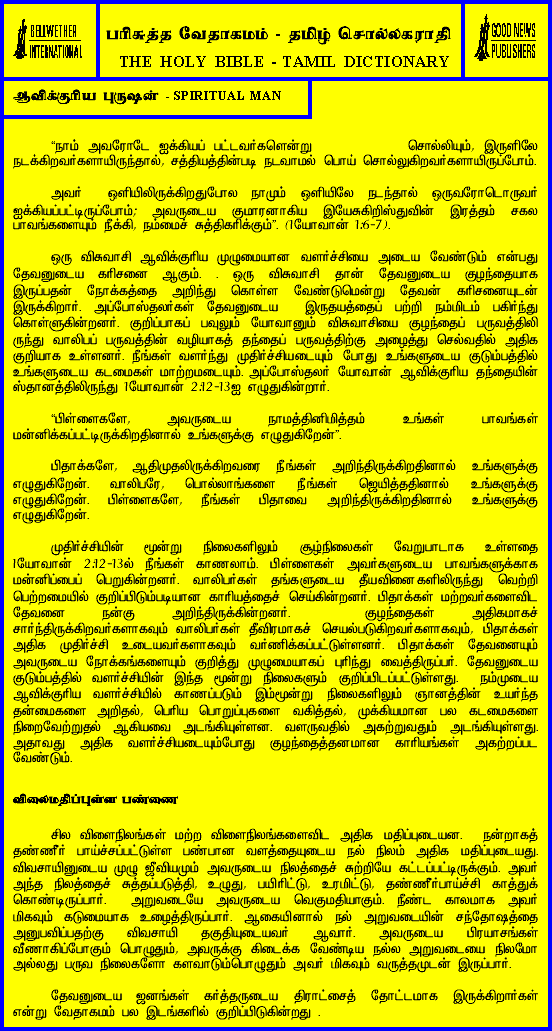 BELLWETHER
INTERNATIONAL
பரிசுத்த வேதாகமம் - தமிழ் சொல்லகராதி
THE HOLY BIBLE - TAMIL DICTIONARY
GOOD NEWS
PUBLISHERS
ஆவிக்குரிய புருஷன் - SPIRITUAL MAN
“நாம் அவரோடே ஐக்கியப் பட்டவர்களென்று சொல்லியும், இருளிலே
நடக்கிறவர்களாயிருந்தால், சத்தியத்தின்படி நடவாமல் பொய் சொல்லுகிறவர்களாயிருப்போம்.
அவர் ஒளியிலிருக்கிறதுபோல நாமும் ஒளியிலே நடந்தால் ஒருவரோடொருவர்
ஐக்கியப்பட்டிருப்போம்; அவருடைய குமாரனாகிய இயேசுகிறிஸ்துவின் இரத்தம் சகல
பாவங்களையும் நீக்கி, நம்மைச் சுத்திகரிக்கும்”. (1யோவான் 1:6-7).
ஒரு விசுவாசி ஆவிக்குரிய முழுமையான வளர்ச்சியை அடைய வேண்டும் என்பது
தேவனுடைய கரிசனை ஆகும். . ஒரு விசுவாசி தான் தேவனுடைய குழந்தையாக
இருப்பதன் நோக்கத்தை அறிந்து கொள்ள வேண்டுமென்று தேவன் கரிசனையுடன்
இருக்கிறார். அப்போஸ்தலர்கள் தேவனுடைய இருதயத்தைப் பற்றி நம்மிடம் பகிர்ந்து
கொள்ளுகின்றனர். குறிப்பாகப் பவுலும் யோவானும் விசுவாசியை குழந்தைப் பருவத்திலி
ருந்து வாலிபப் பருவத்தின் வழியாகத் தந்தைப் பருவத்திற்கு அழைத்து செல்வதில் அதிக
குறியாக உள்ளனர். நீங்கள் வளர்ந்து முதிர்ச்சியடையும் போது உங்களுடைய குடும்பத்தில்
உங்களுடைய கடமைகள் மாற்றமடையும். அப்போஸ்தலர் யோவான் ஆவிக்குரிய தந்தையின்
ஸ்தானத்திலிருந்து 1யோவான் 2:12-13ஐ எழுதுகின்றார்.
“பிள்ளைகளே, அவருடைய நாமத்தினிமித்தம் உங்கள் பாவங்கள்
மன்னிக்கப்பட்டிருக்கிறதினால் உங்களுக்கு எழுதுகிறேன்”.
பிதாக்களே, ஆதிமுதலிருக்கிறவரை நீங்கள் அறிந்திருக்கிறதினால் உங்களுக்கு
எழுதுகிறேன். வாலிபரே, பொல்லாங்களை நீங்கள் ஜெயித்ததினால் உங்களுக்கு
எழுதுகிறேன். பிள்ளைகளே, நீங்கள் பிதாவை அறிந்திருக்கிறதினால் உங்களுக்கு
எழுதுகிறேன்.
முதிர்ச்சியின் மூன்று நிலைகளிலும் சூழ்நிலைகள் வேறுபாடாக உள்ளதை
1யோவான் 2:12-13ல் நீங்கள் காணலாம். பிள்ளைகள் அவர்களுடைய பாவங்களுக்காக
மன்னிப்பைப் பெறுகின்றனர். வாலிபர்கள் தங்களுடைய தீயவினைகளிலிருந்து வெற்றி
பெற்றமையில் குறிப்பிடும்படியான காரியத்தைச் செய்கின்றனர். பிதாக்கள் மற்றவர்களைவிட
தேவனை நன்கு அறிந்திருக்கின்றனர். குழந்தைகள் அதிகமாகச்
சார்ந்திருக்கிறவர்களாகவும் வாலிபர்கள் தீவிரமாகச் செயல்படுகிறவர்களாகவும், பிதாக்கள்
அதிக முதிர்ச்சி உடையவர்களாகவும் வர்ணிக்கப்பட்டுள்ளனர். பிதாக்கள் தேவனையும்
அவருடைய நோக்கங்களையும் குறித்து முழுமையாகப் புரிந்து வைத்திருப்பர். தேவனுடைய
குடும்பத்தில் வளர்ச்சியின் இந்த மூன்று நிலைகளும் குறிப்பிடப்பட்டுள்ளது. நம்முடைய
ஆவிக்குரிய வளர்ச்சியில் காணப்படும் இம்மூன்று நிலைகளிலும் ஞானத்தின் உயர்ந்த
தன்மைகளை அறிதல், பெரிய பொறுப்புகளை வகித்தல், முக்கியமான பல கடமைகளை
நிறைவேற்றுதல் ஆகியவை அடங்கியுள்ளன. வளருவதில் அகற்றுவதும் அடங்கியுள்ளது.
அதாவது அதிக வளர்ச்சியடையும்போது குழந்தைத்தனமான காரியங்கள் அகற்றப்பட
வேண்டும்.
விலைமதிப்புள்ள பண்ணை
சில விளைநிலங்கள் மற்ற விளைநிலங்களைவிட அதிக மதிப்புடையன. நன்றாகத்
தண்ணீர் பாய்ச்சப்பட்டுள்ள பண்பான வளத்தையுடைய நல் நிலம் அதிக மதிப்புடையது.
விவசாயினுடைய முழு ஜீவியமும் அவருடைய நிலத்தைச் சுற்றியே கட்டப்பட்டிருக்கும். அவர்
அந்த நிலத்தைச் சுத்தப்படுத்தி, உழுது, பயிரிட்டு, உரமிட்டு, தண்ணீர்பாய்ச்சி காத்துக்
கொண்டிருப்பார். அறுவடையே அவருடைய வெகுமதியாகும். நீண்ட காலமாக அவர்
மிகவும் கடுமையாக உழைத்திருப்பார். ஆகையினால் நல் அறுவடையின் சந்தோஷத்தை
அனுபவிப்பதற்கு விவசாயி தகுதியுடையவர் ஆவார். அவருடைய பிரயாசங்கள்
வீணாகிப்போகும் பொழுதும், அவருக்கு கிடைக்க வேண்டிய நல்ல அறுவடையை நிலமோ
அல்லது பருவ நிலைகளோ களவாடும்பொழுதும் அவர் மிகவும் வருத்தமுடன் இருப்பார்.
தேவனுடைய ஜனங்கள் கர்த்தருடைய திராட்சைத் தோட்டமாக இருக்கிறார்கள்
என்று வேதாகமம் பல இடங்களில் குறிப்பிடுகின்றது .